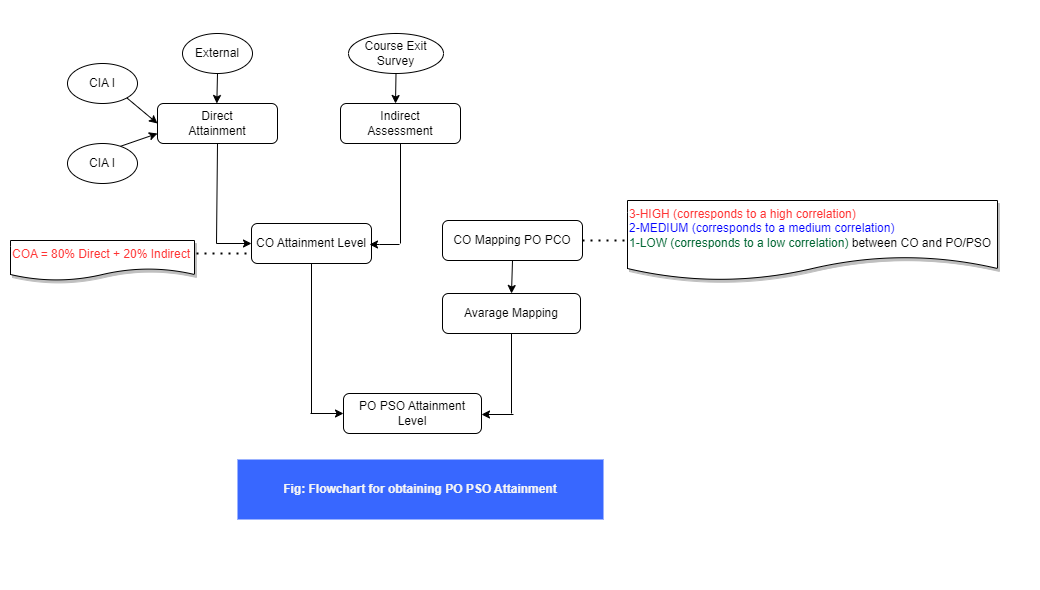 External
Course Exit
Survey
CIA I
Direct
Attainment
Indirect
Assessment
CIA I
3-HIGH (corresponds to a high correlation)
2-MEDIUM (corresponds to a medium correlation)
1-LOW (corresponds to a low correlation) between CO and PO/PSO
CO Attainment Level
CO Mapping PO PCO
COA = 80% Direct + 20% Indirect
Avarage Mapping
PO PSO Attainment
Level
Fig: Flowchart for obtaining PO PSO Attainment